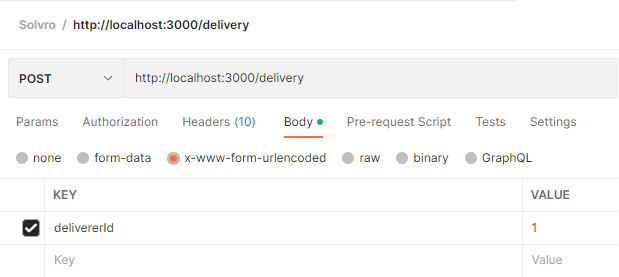 Solvro / http://localhost:3000/delivery
POST http://localhost:3000/delivery
Params Authorization Headers (10) Body Pre-request Script Tests Settings
none form-data x-www-form-urlencoded raw binary GraphQL
KEY VALUE
delivererId 1
Key Value